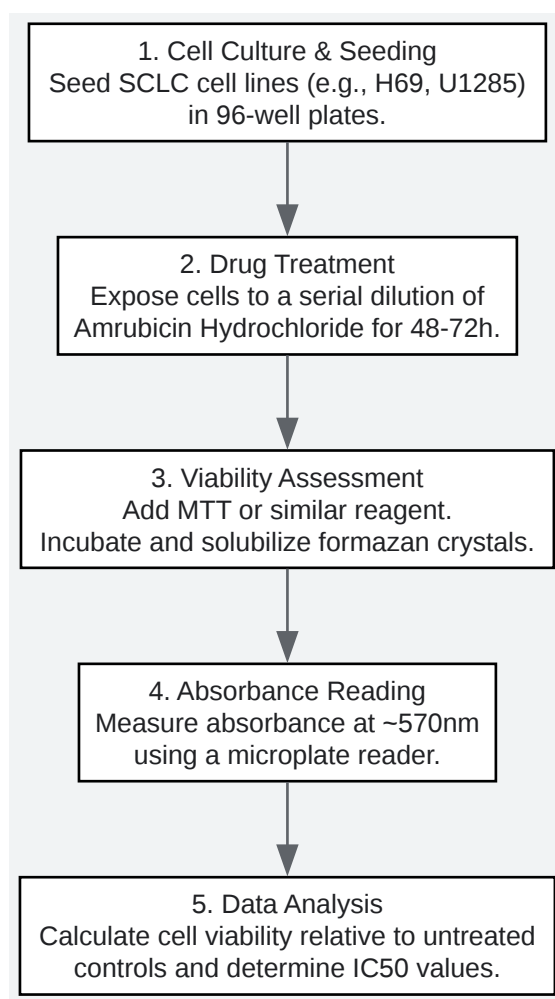 1. Cell Culture & Seeding
Seed SCLC cell lines (e.g., H69, U1285)
in 96-well plates.
2. Drug Treatment
Expose cells to a serial dilution of
Amrubicin Hydrochloride for 48-72h.
3. Viability Assessment
Add MTT or similar reagent.
Incubate and solubilize formazan crystals.
4. Absorbance Reading
Measure absorbance at ~570nm
using a microplate reader.
5. Data Analysis
Calculate cell viability relative to untreated
controls and determine IC50 values.